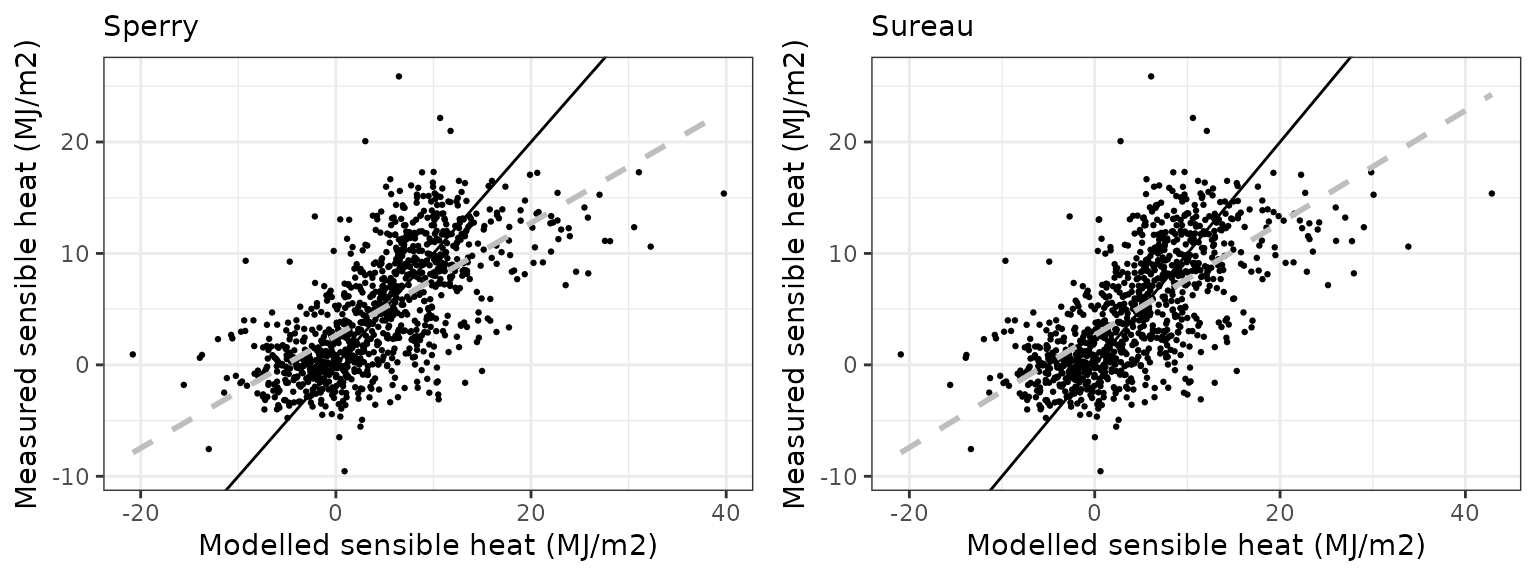 Sperry
Measured sensible heat (MJ/m2)
20
10
0
-10
-20 0 20 40
Modelled sensible heat (MJ/m2)
Sureau
Measured sensible heat (MJ/m2)
20
10
0
-10
-20 0 20 40
Modelled sensible heat (MJ/m2)